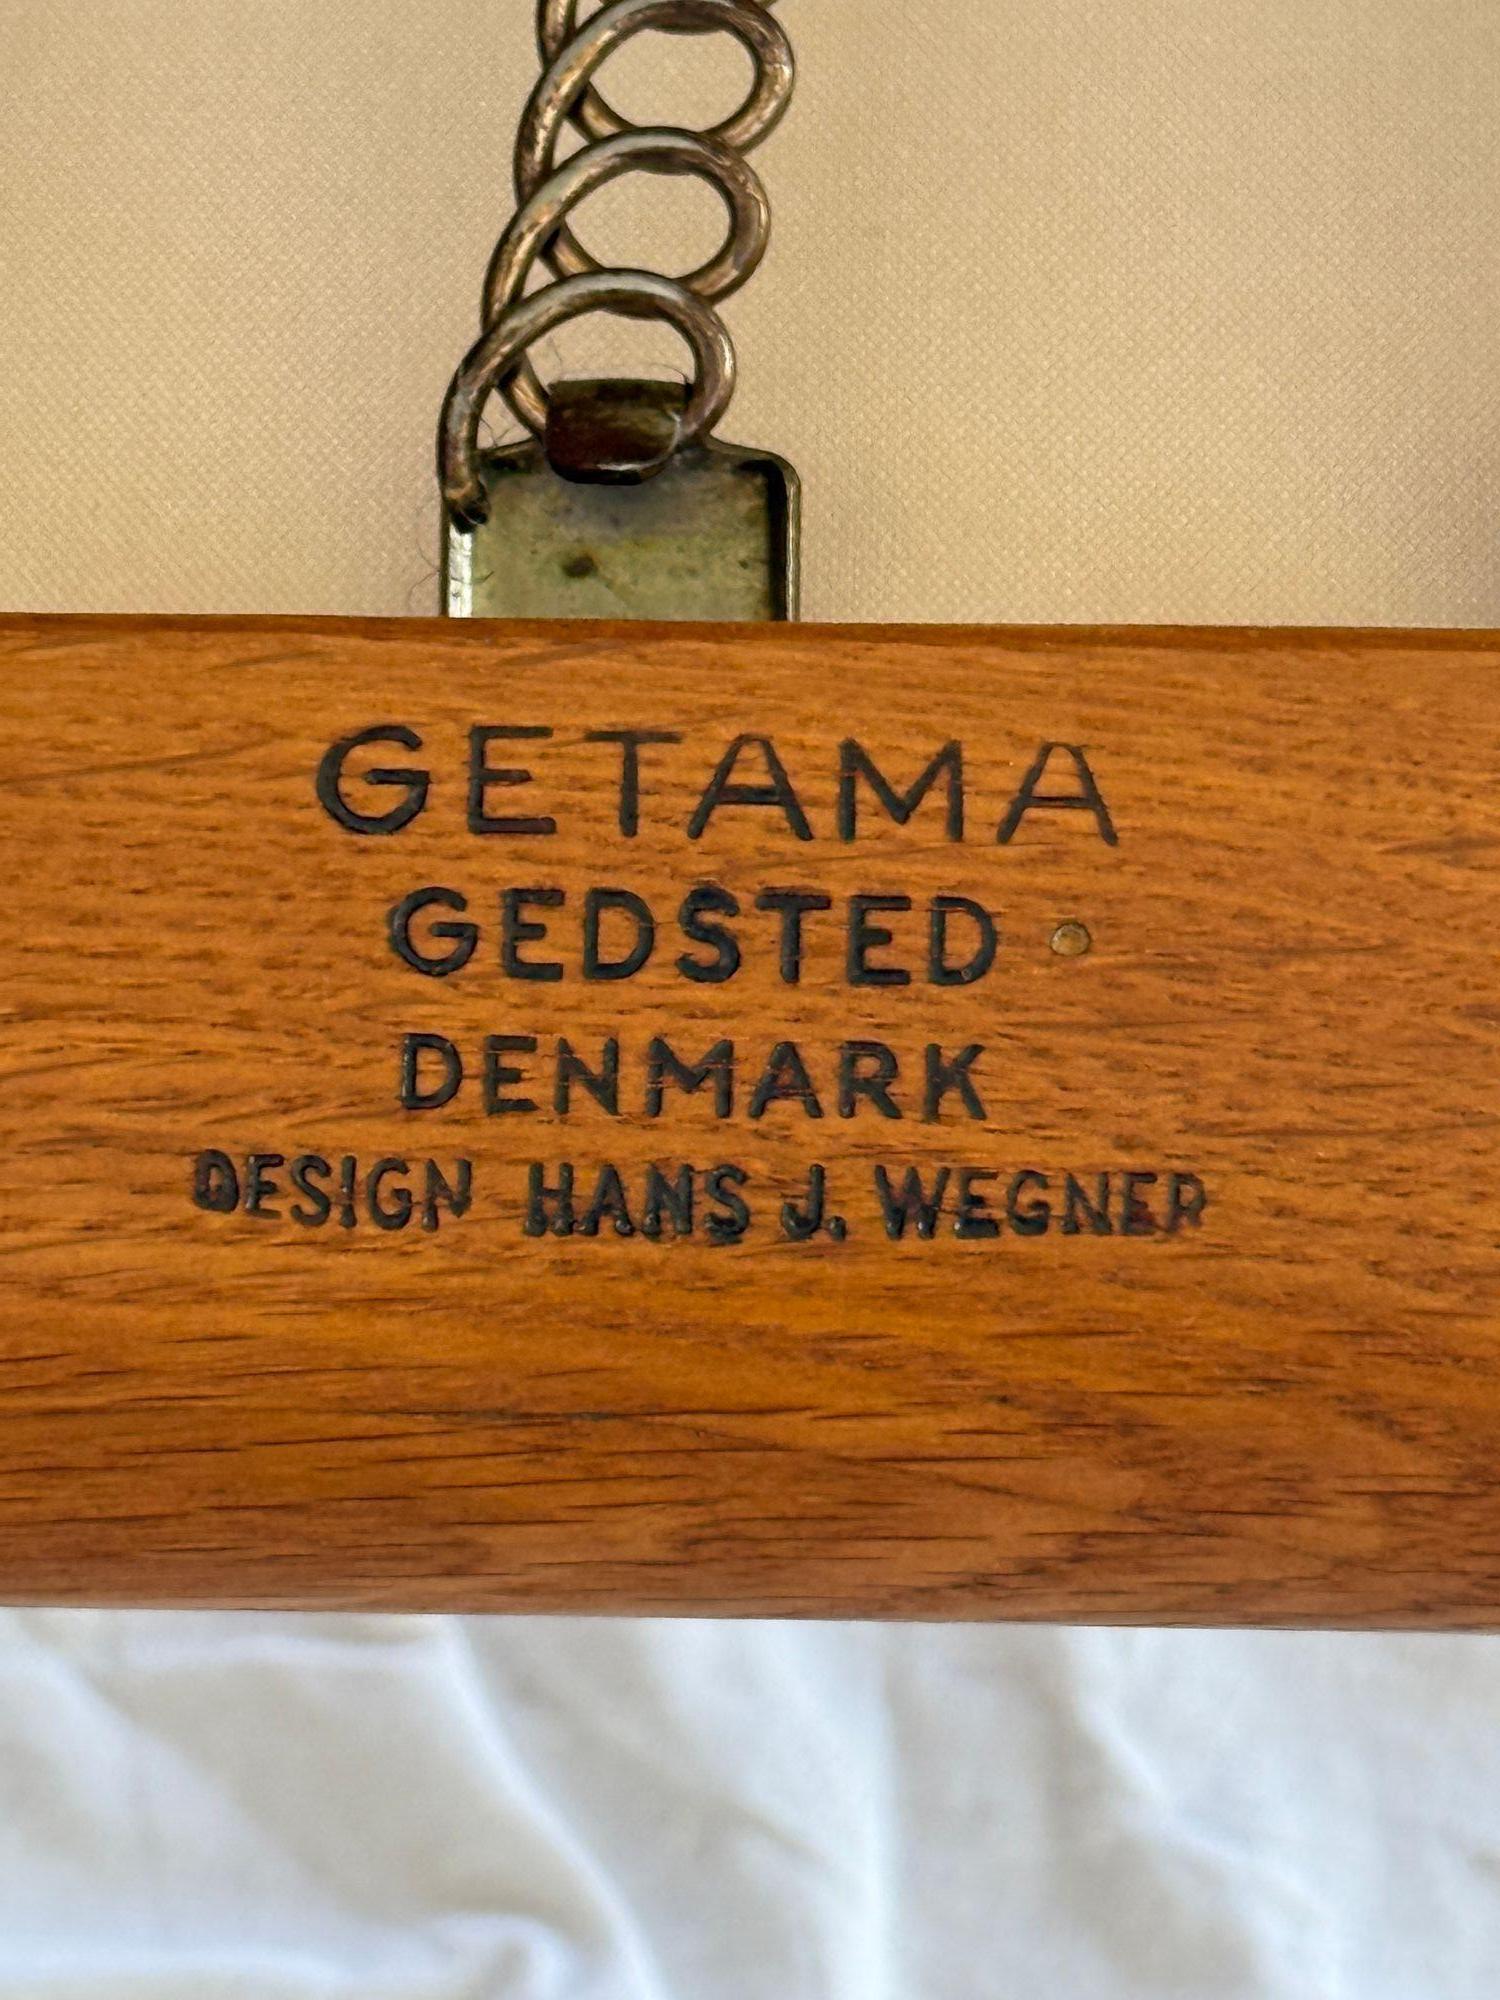 GETAMA
GEDSTED
DENMARK
DESIGN HANS J. WEGNER